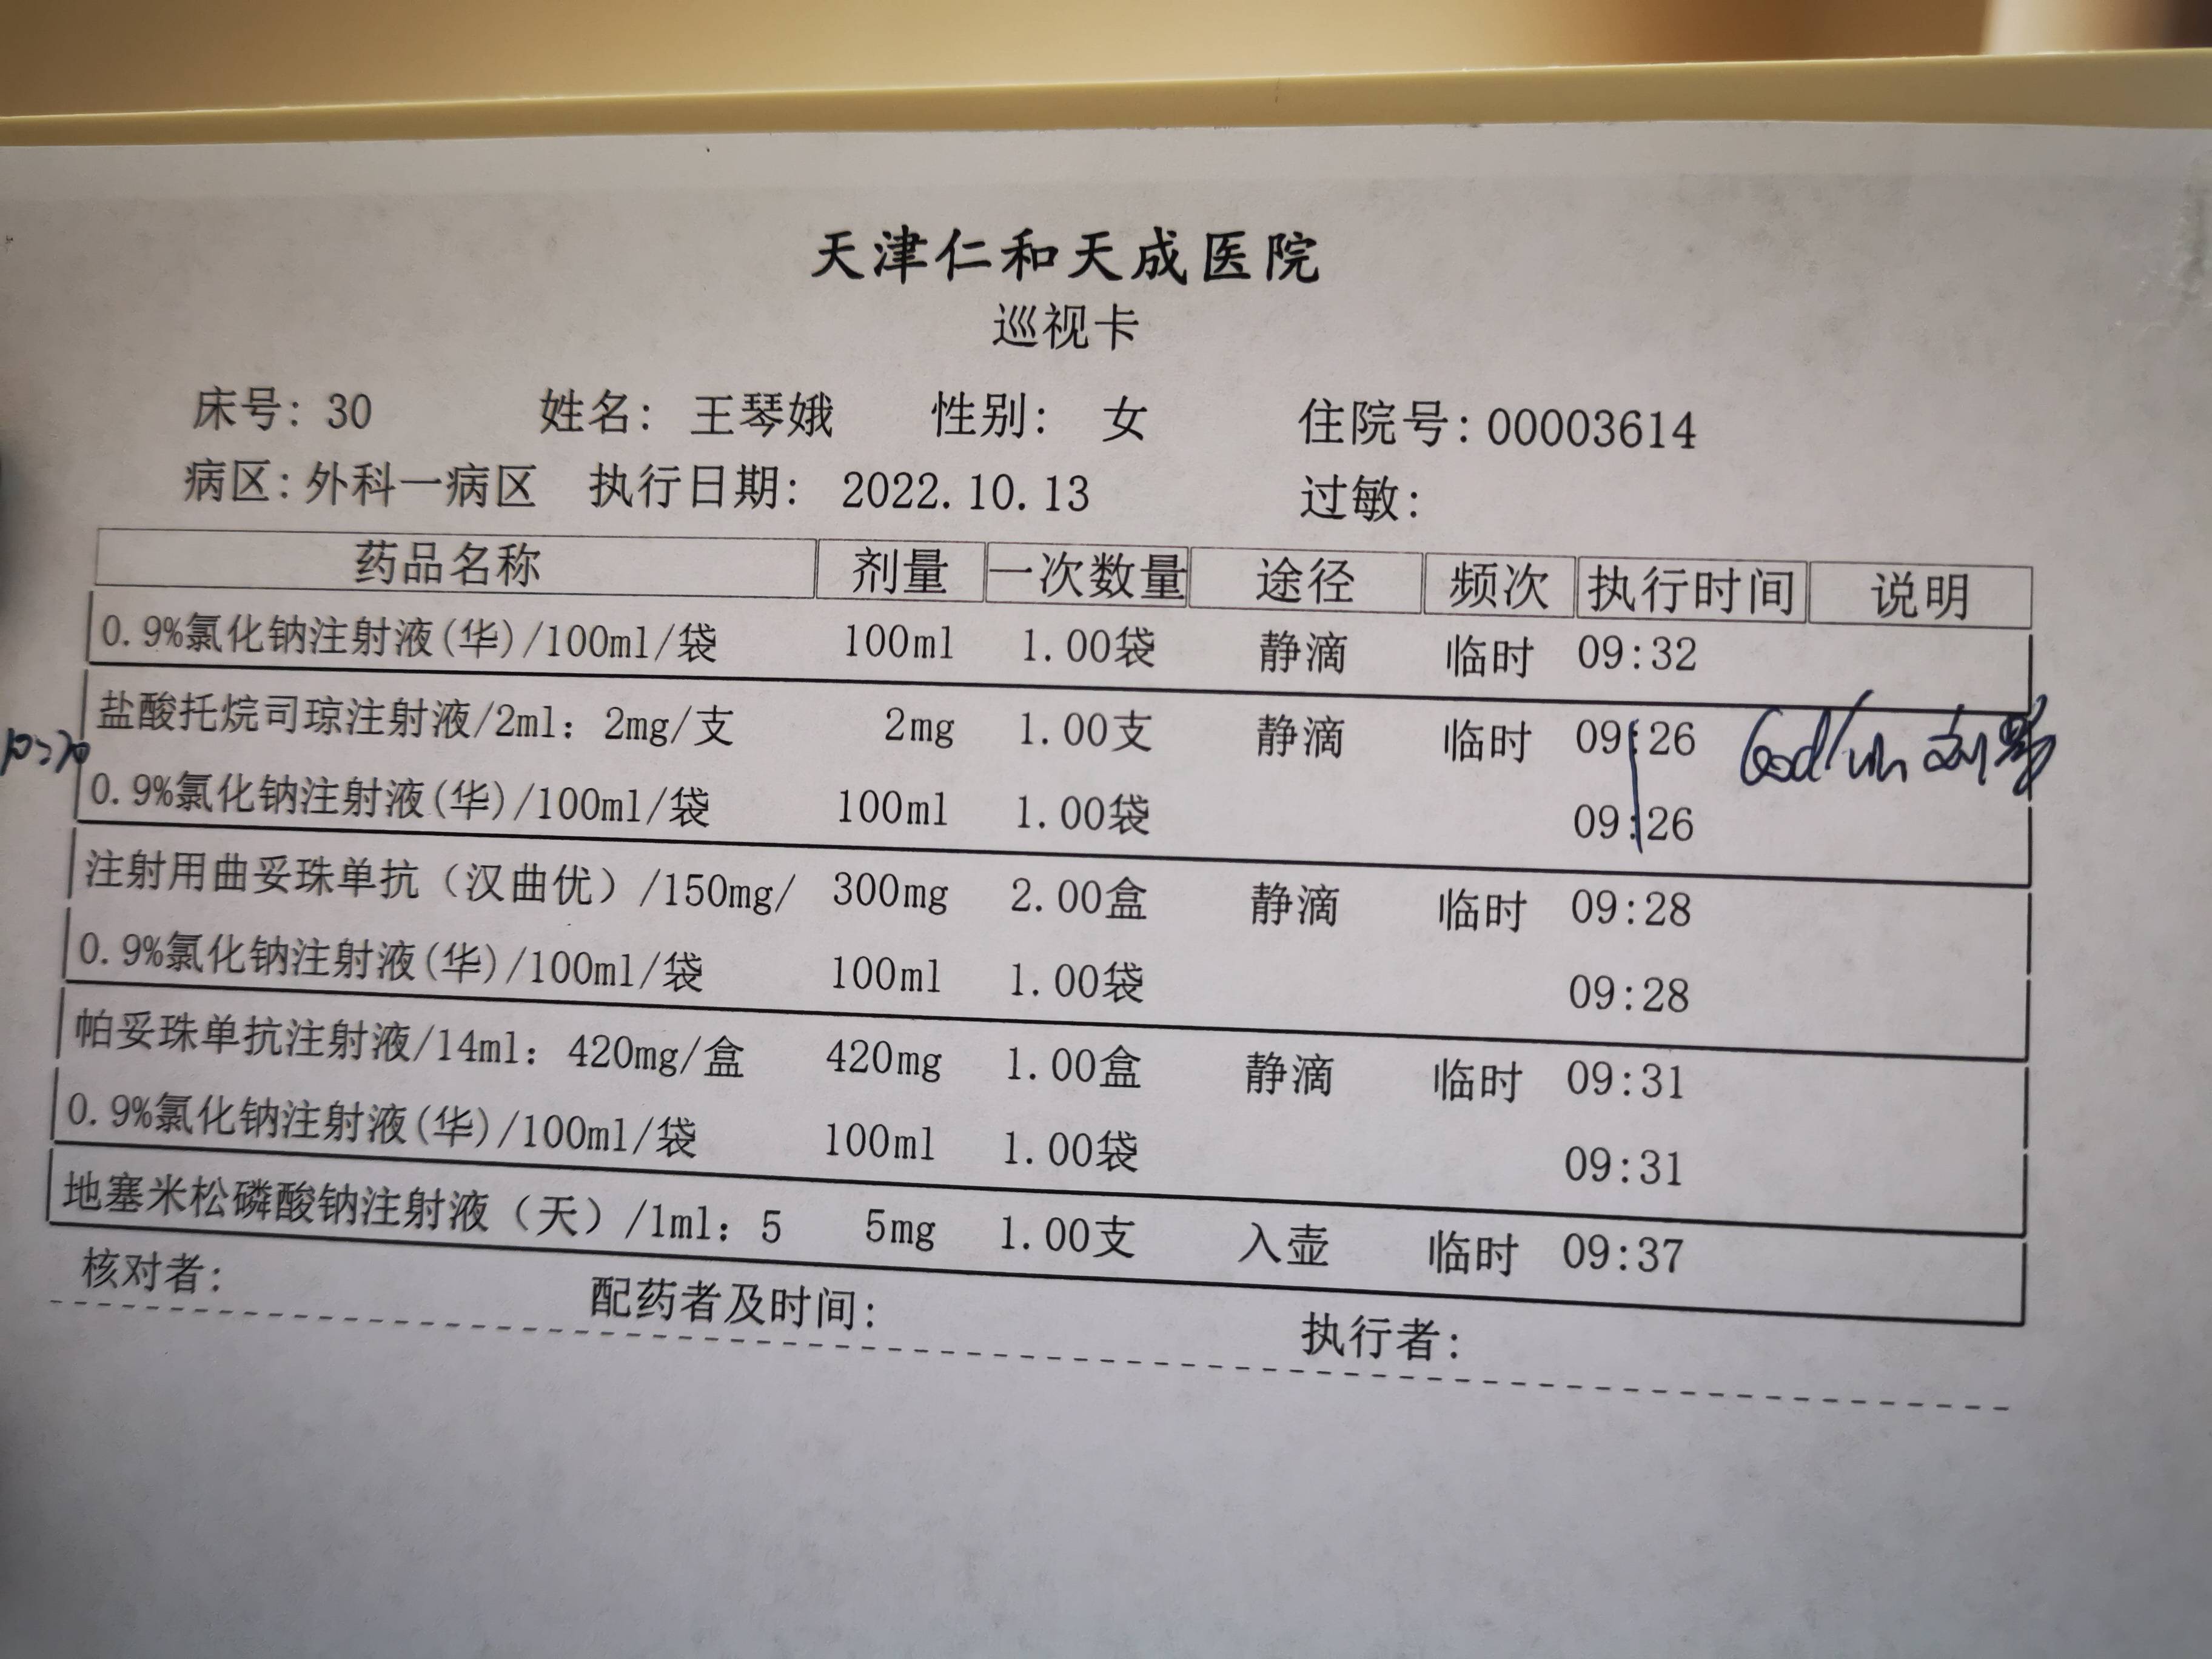 天津仁和天成医院
巡视卡
床号: 30 姓名: 王琴娥 性别: 女 住院号:00003614
病区:外科一病区 执行日期: 2022.10.13 过敏:
药品名称 剂量 一次数量 途径 频次 执行时间 说明
0.9%氯化钠注射液(华)/100ml/袋 100ml 1.00袋 静滴 临时 09:32
盐酸托烷司琼注射液/2ml: 2mg/支 2mg 1.00支 静滴 临时 09:26
0.9%氯化钠注射液(华)/100ml/袋 100ml 1.00袋 09:26
注射用曲妥珠单抗（汉曲优）/150mg/ 300mg 2.00盒 静滴 临时 09:28
0.9%氯化钠注射液(华)/100ml/袋 100ml 1.00袋 09:28
帕妥珠单抗注射液/14ml: 420mg/盒 420mg 1.00盒 静滴 临时 09:31
0.9%氯化钠注射液(华)/100ml/袋 100ml 1.00袋 09:31
地塞米松磷酸钠注射液（天）/1ml: 5 5mg 1.00支 入壶 临时 09:37
核对者: 配药者及时间: 执行者: